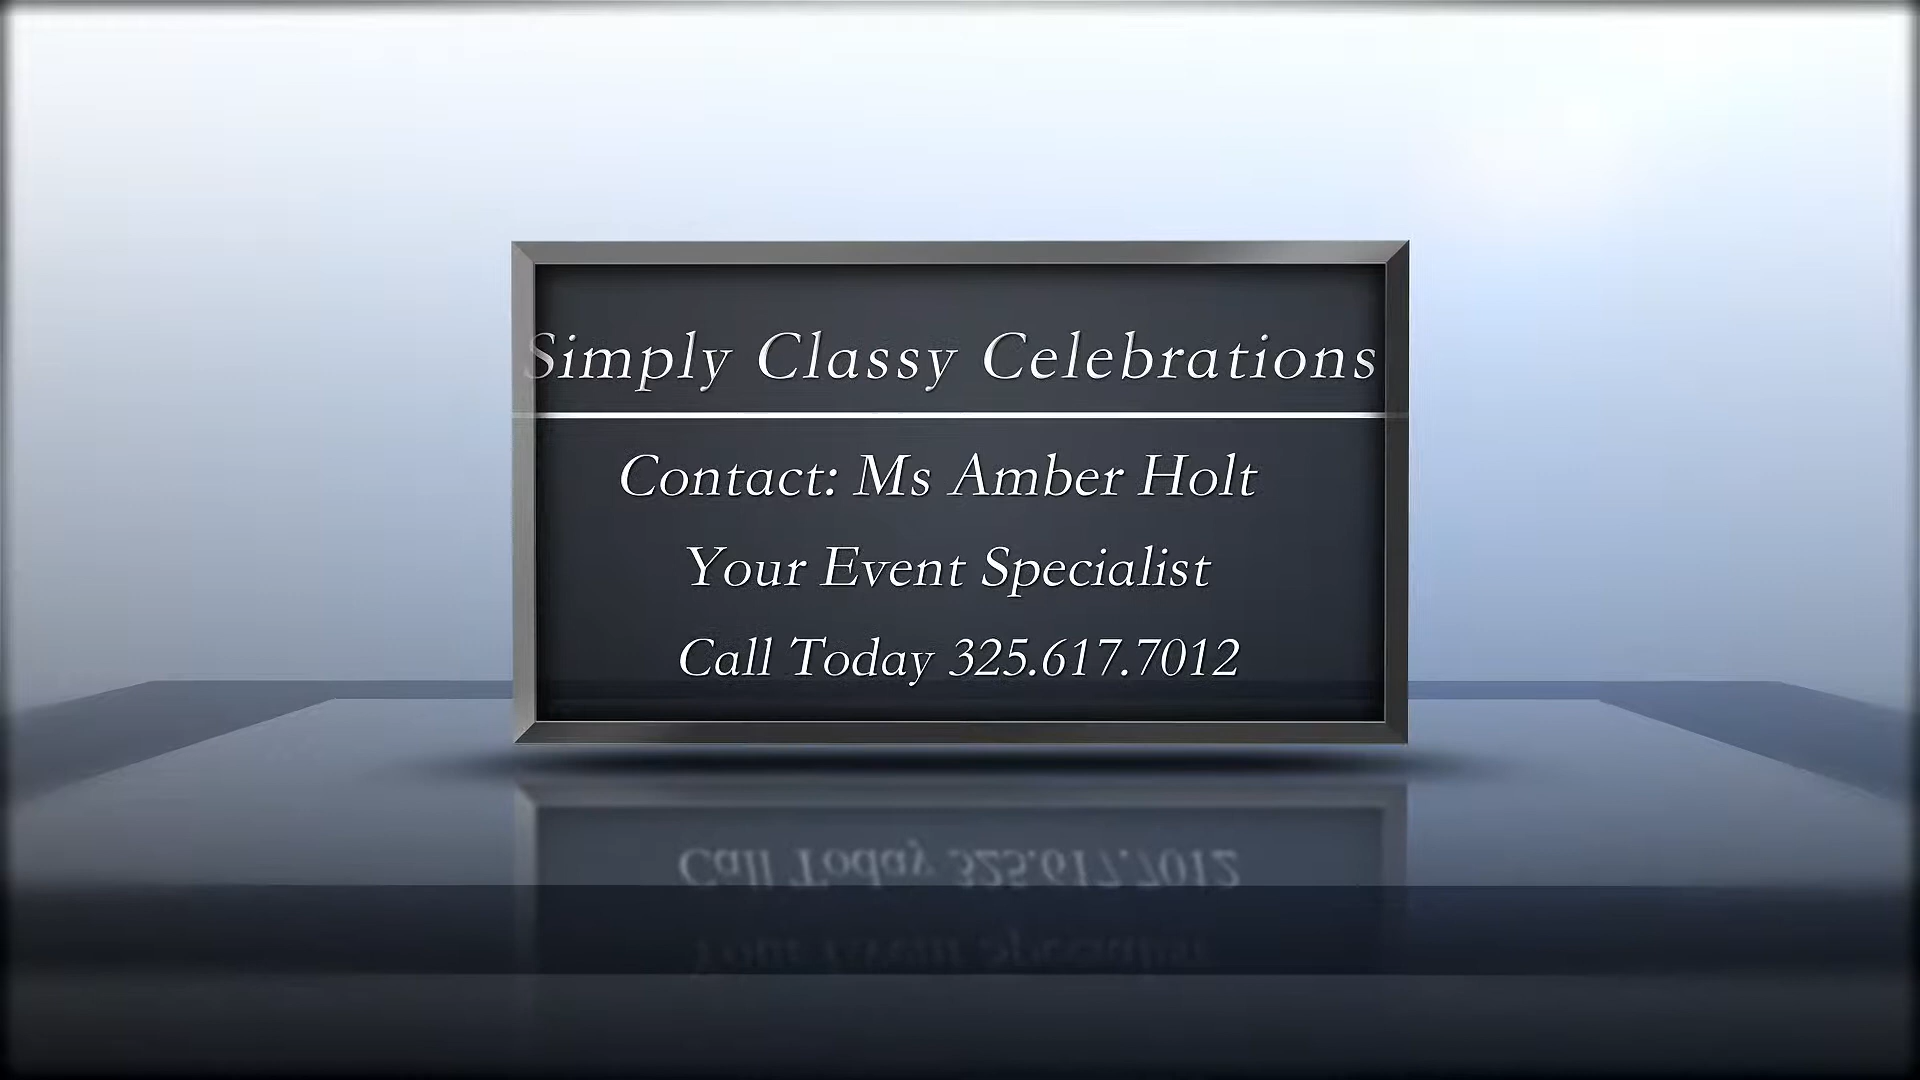 Simply Classy Celebrations
Contact: Ms Amber Holt
Your Event Specialist
Call Today 325.617.7012